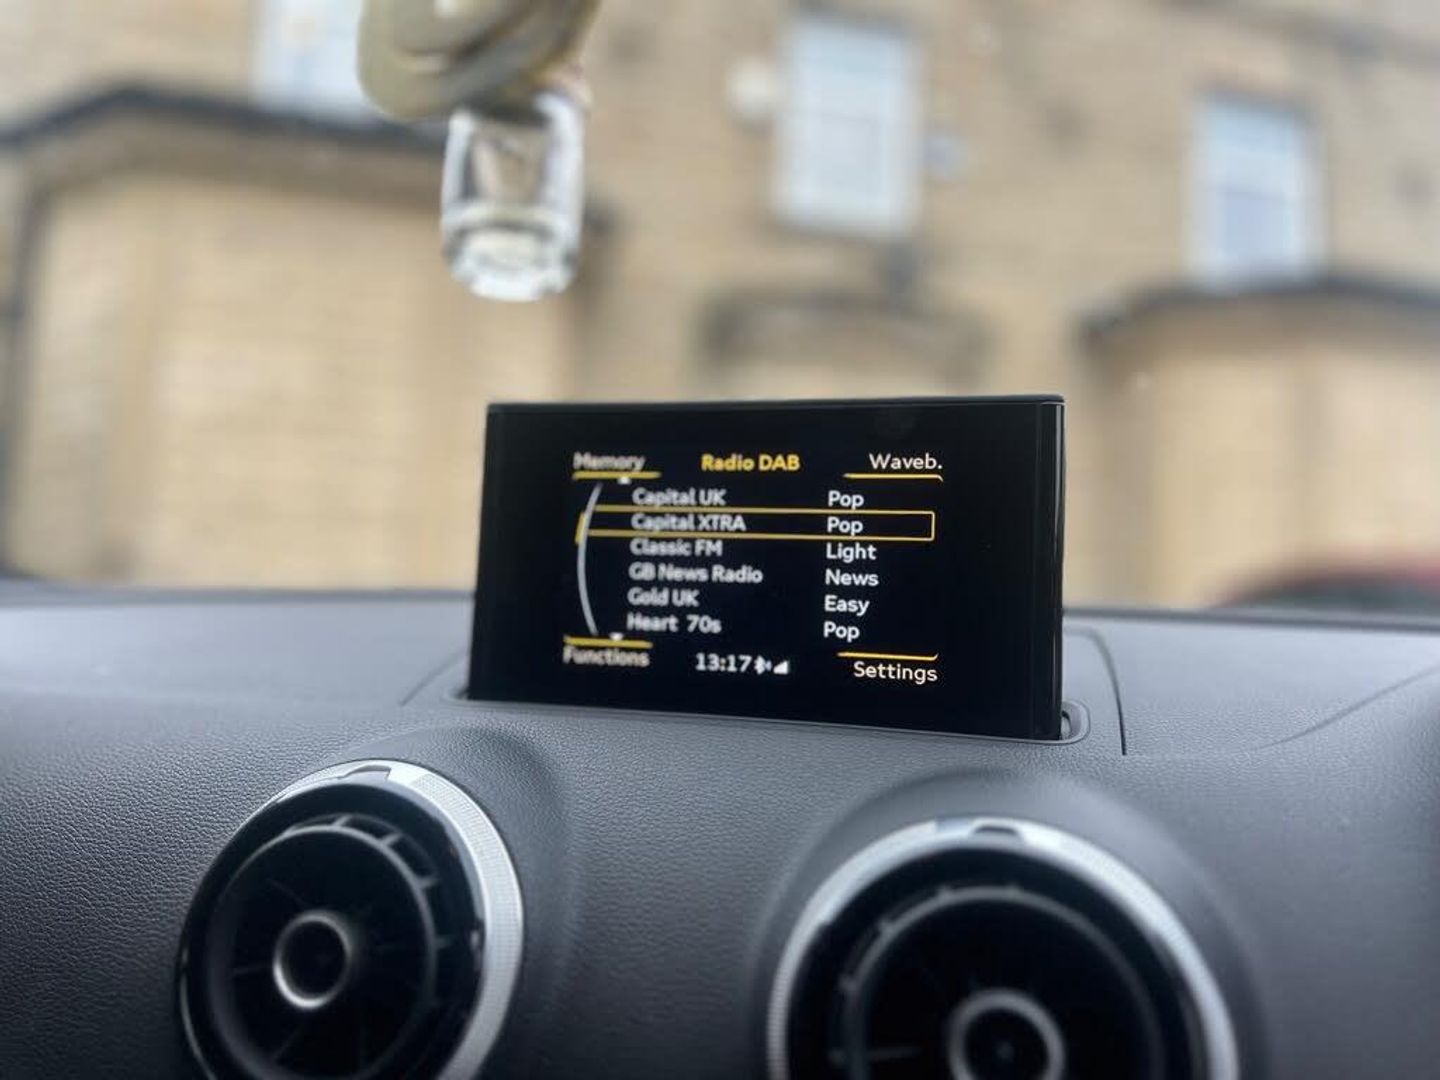 Memory Radio DAB Waveb.
Capital UK Pop
Capital XTRA Pop
Classic FM Light
GB News Radio News
Gold UK Easy
Heart 70s Pop
Functions 13:17 Settings